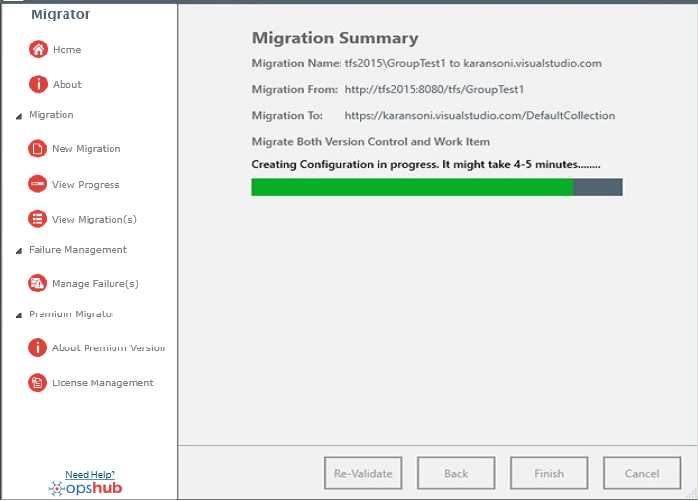 Migrator
Home
About
Migration
New Migration
View Progress
View Migration(s)
Failure Management
Manage Failure(s)
Premium Migrator
About Premium Version
License Management
Need Help?
opshub
Migration Summary
Migration Name: tfs2015\GroupTest1 to karansoni.visualstudio.com
Migration From: http://tfs2015:8080/tfs/GroupTest1
Migration To: https://karansoni.visualstudio.com/DefaultCollection
Migrate Both Version Control and Work Item
Creating Configuration in progress. It might take 4-5 minutes........
Re-Validate
Back
Finish
Cancel